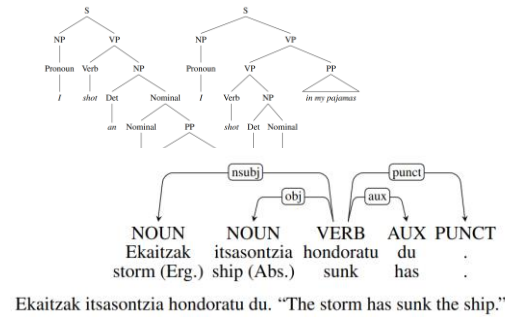 S S
NP VP NP VP
Pronoun Verb NP Pronoun VP PP
I shot Det Nominal I Verb NP in my pajamas
an Nominal PP shot Det Nominal
nsubj punct
obj aux
NOUN NOUN VERB AUX PUNCT
Ekaitzak itsasontzia hondoratu du .
storm (Erg.) ship (Abs.) sunk has .
Ekaitzak itsasontzia hondoratu du. “The storm has sunk the ship.”